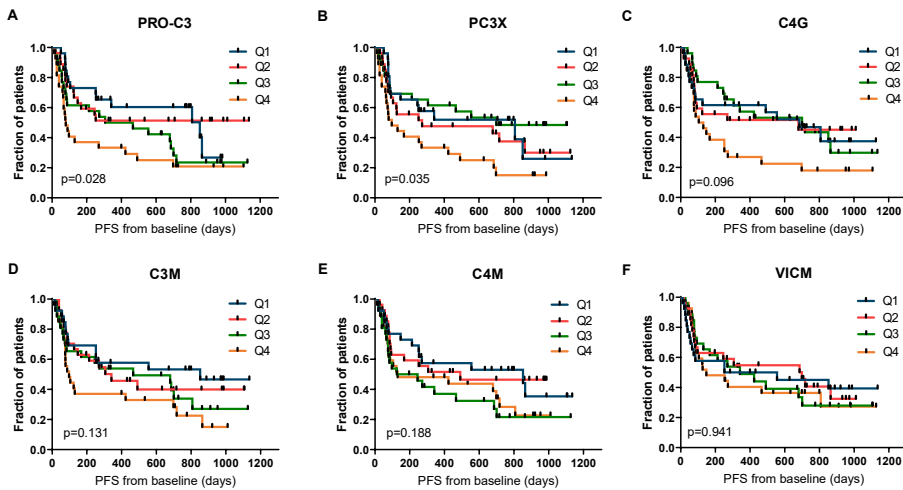 A
PRO-C3
Fraction of patients
1.0
0.8
0.6
0.4
0.2
0.0
0 200 400 600 800 1000 1200
PFS from baseline (days)
Q1
Q2
Q3
Q4
p=0.028
B
PC3X
Fraction of patients
1.0
0.8
0.6
0.4
0.2
0.0
0 200 400 600 800 1000 1200
PFS from baseline (days)
Q1
Q2
Q3
Q4
p=0.035
C
C4G
Fraction of patients
1.0
0.8
0.6
0.4
0.2
0.0
0 200 400 600 800 1000 1200
PFS from baseline (days)
Q1
Q2
Q3
Q4
p=0.096
D
C3M
Fraction of patients
1.0
0.8
0.6
0.4
0.2
0.0
0 200 400 600 800 1000 1200
PFS from baseline (days)
Q1
Q2
Q3
Q4
p=0.131
E
C4M
Fraction of patients
1.0
0.8
0.6
0.4
0.2
0.0
0 200 400 600 800 1000 1200
PFS from baseline (days)
Q1
Q2
Q3
Q4
p=0.188
F
VICM
Fraction of patients
1.0
0.8
0.6
0.4
0.2
0.0
0 200 400 600 800 1000 1200
PFS from baseline (days)
Q1
Q2
Q3
Q4
p=0.941